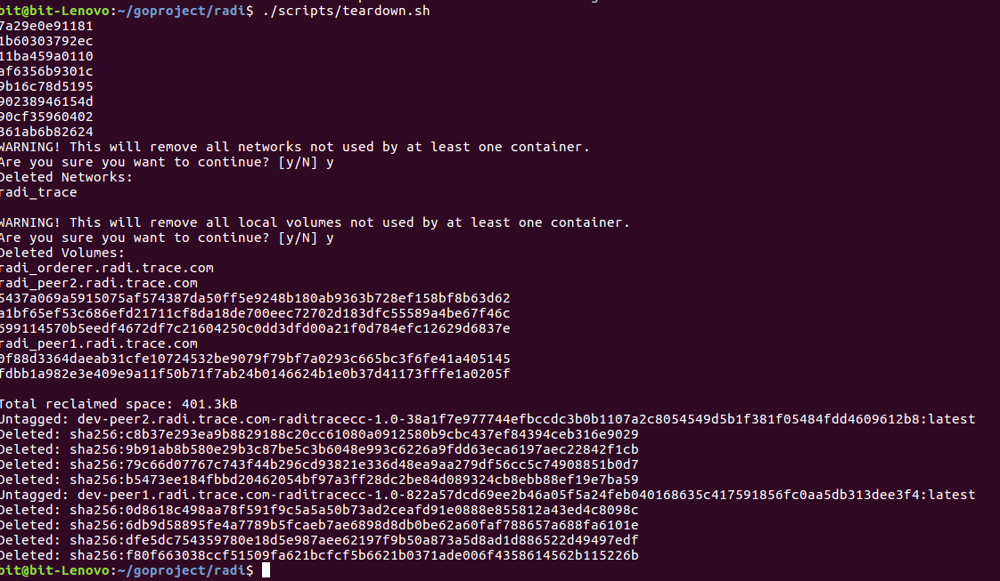 bit@bit-Lenovo:~/goproject/radi$ ./scripts/teardown.sh
7a29e0e91181
1b60303792ec
11ba459a0110
af6356b9301c
9b16c78d5195
90238946154d
90cf35960402
361ab6b82624
WARNING! This will remove all networks not used by at least one container.
Are you sure you want to continue? [y/N] y
Deleted Networks:
radi_trace
WARNING! This will remove all local volumes not used by at least one container.
Are you sure you want to continue? [y/N] y
Deleted Volumes:
radi_orderer.radi.trace.com
radi_peer2.radi.trace.com
5437a069a5915075af574387da50ff5e9248b180ab9363b728ef158bf8b63d62
a1bf65ef53c686efd21711cf8da18de700eec72702d183dfc55589a4be67f46c
699114570b5eedf4672df7c21604250c0dd3dfd00a21f0d784efc12629d6837e
radi_peer1.radi.trace.com
0f88d3364daeab31cfe10724532be9079f79bf7a0293c665bc3f6fe41a405145
fdbb1a982e3e409e9a11f50b71f7ab24b0146624b1e0b37d41173fffe1a0205f
Total reclaimed space: 401.3kB
Untagged: dev-peer2.radi.trace.com-raditracecc-1.0-38a1f7e977744efbccdc3b0b1107a2c8054549d5b1f381f05484fdd4609612b8:latest
Deleted: sha256:c8b37e293ea9b8829188c20cc61080a0912580b9cbc437ef84394ceb316e9029
Deleted: sha256:9b91ab8b580e29b3c87be5c3b6048e993c6226a9fdd63eca6197aec22842f1cb
Deleted: sha256:79c66d07767c743f44b296cd93821e336d48ea9aa279df56cc5c74908851b0d7
Deleted: sha256:b5473ee184fbbd20462054bf97a3ff28dc2be84d089324cb8ebb88ef19e7ba59
Untagged: dev-peer1.radi.trace.com-raditracecc-1.0-822a57dcd69ee2b46a05f5a24feb040168635c417591856fc0aa5db313dee3f4:latest
Deleted: sha256:0d8618c498aa78f591f9c5a5a50b73ad2ceafd91e0888e855812a43ed4c8098c
Deleted: sha256:6db9d58895fe4a7789b5fcaeb7ae6898d8db0be62a60faf788657a688fa6101e
Deleted: sha256:dfe5dc754359780e18d5e987aee62197f9b50a873a5d8ad1d886522d49497edf
Deleted: sha256:f80f663038ccf51509fa621bcfcf5b6621b0371ade006f4358614562b115226b
bit@bit-Lenovo:~/goproject/radi$